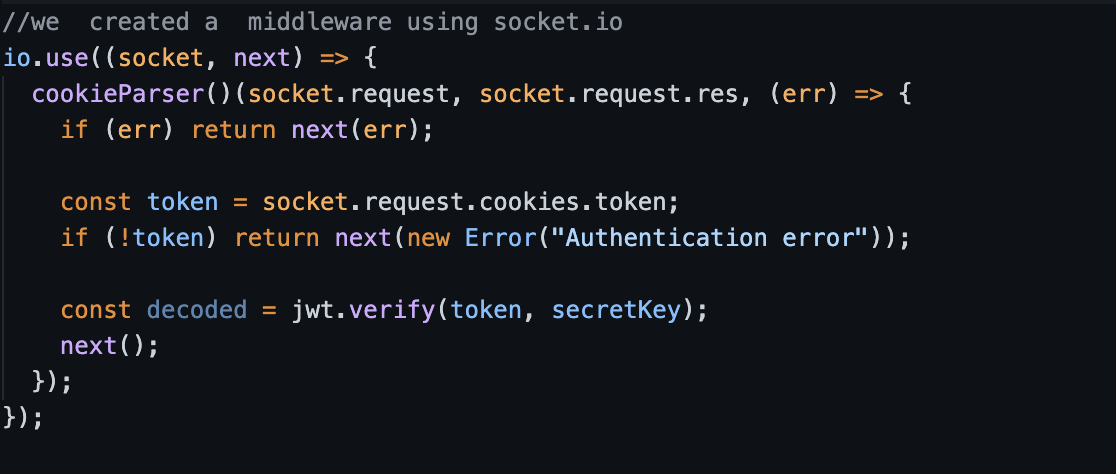 //we  created a  middleware using socket.io
io.use((socket, next) => {
  cookieParser()(socket.request, socket.request.res, (err) => {
    if (err) return next(err);

    const token = socket.request.cookies.token;
    if (!token) return next(new Error("Authentication error"));

    const decoded = jwt.verify(token, secretKey);
    next();
  });
});